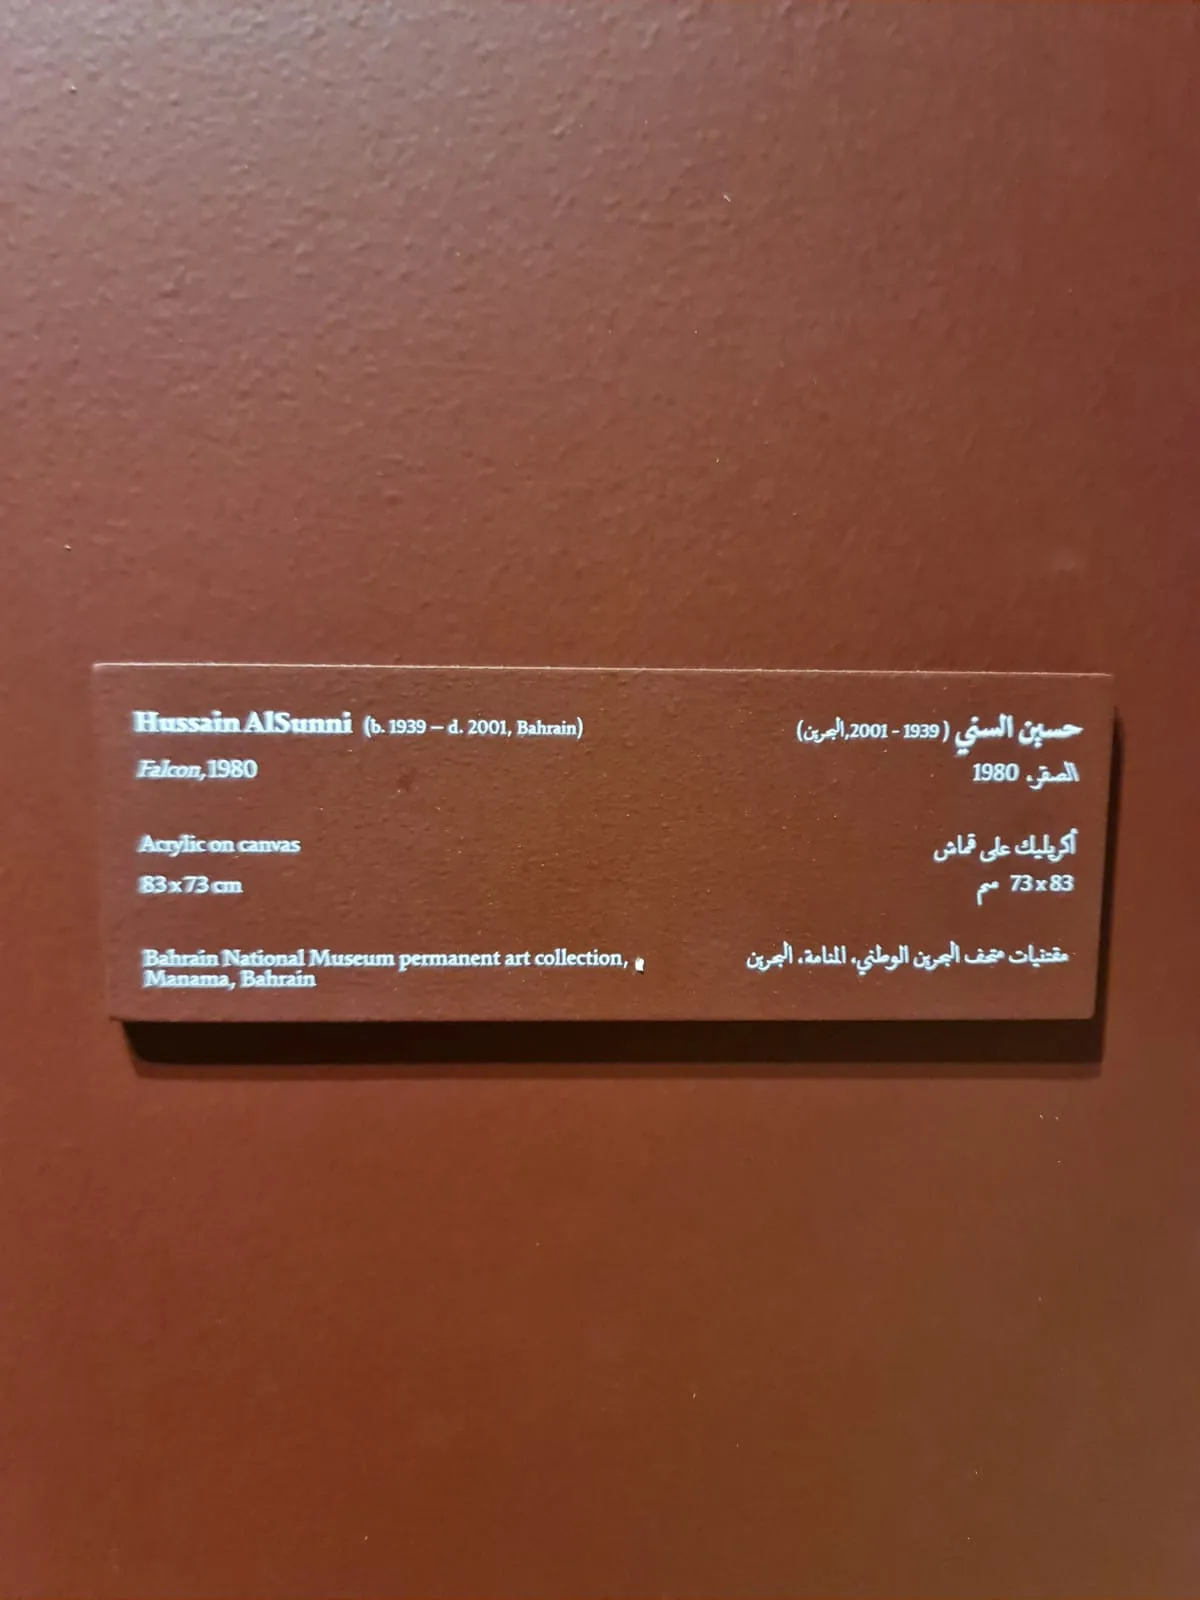 Hussain AlSunni (b. 1939 – d. 2001, Bahrain)
Falcon, 1980
Acrylic on canvas
83 x 73 cm
Bahrain National Museum permanent art collection,
Manama, Bahrain
حسين السني (1939 - 2001, البحرين)
الصقر، 1980
أكريليك على قماش
83 x 73 سم
مقتنيات متحف البحرين الوطني، المنامة، البحرين